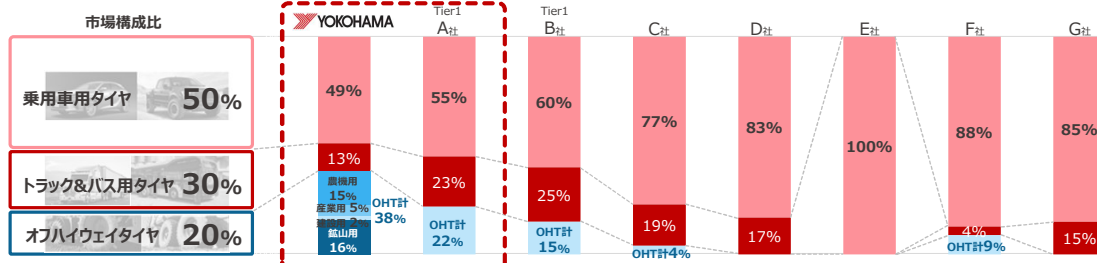 市場構成比
YOKOHAMA
Tier1
A社
Tier1
B社
C社
D社
E社
F社
G社
乗用車用タイヤ 50%
トラック&バス用タイヤ 30%
オフハイウェイタイヤ 20%
49%
13%
農機用
15%
産業用 5%
鉱山用
16%
OHT計
38%
55%
23%
OHT計
22%
60%
25%
OHT計
15%
77%
19%
OHT計4%
83%
17%
100%
88%
4%
OHT計9%
85%
15%